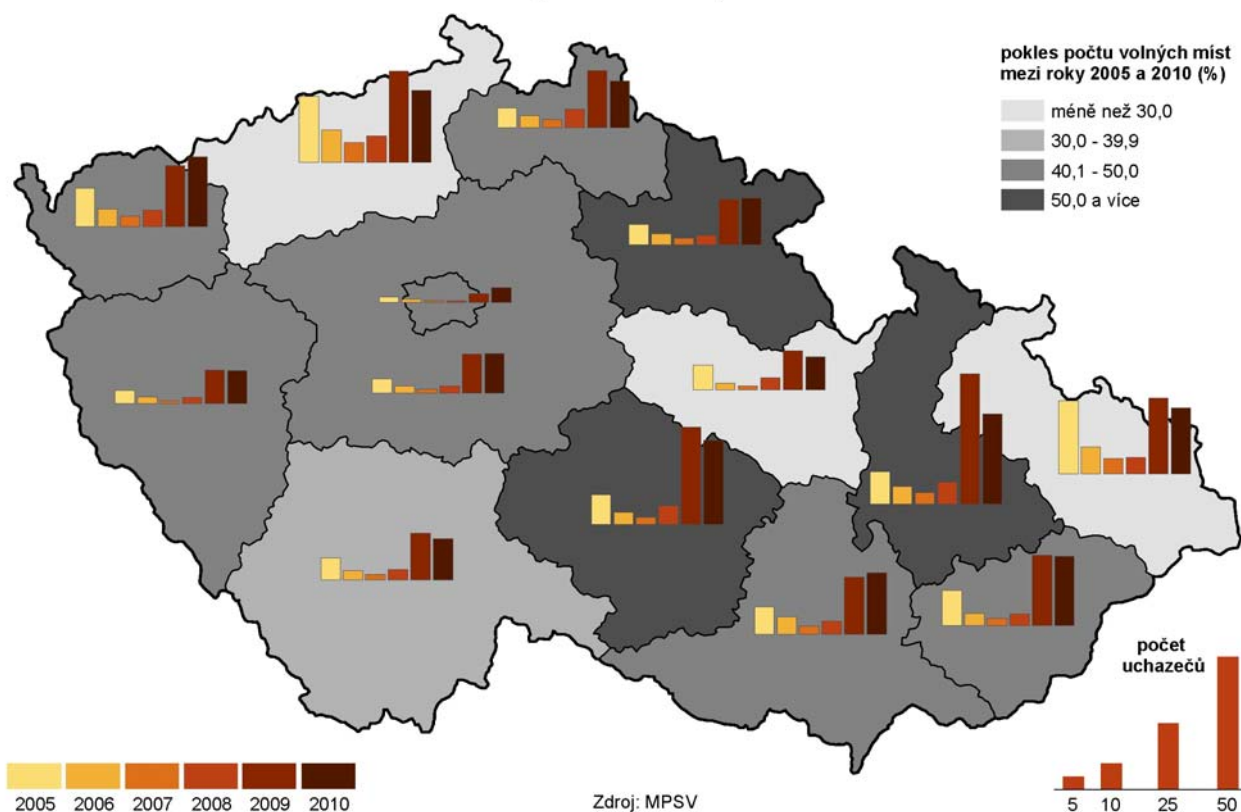 pokles počtu volných míst
mezi roky 2005 a 2010 (%)
méně než 30,0
30,0 - 39,9
40,1 - 50,0
50,0 a více
počet
uchazečů
5 10 25 50
2005 2006 2007 2008 2009 2010
Zdroj: MPSV